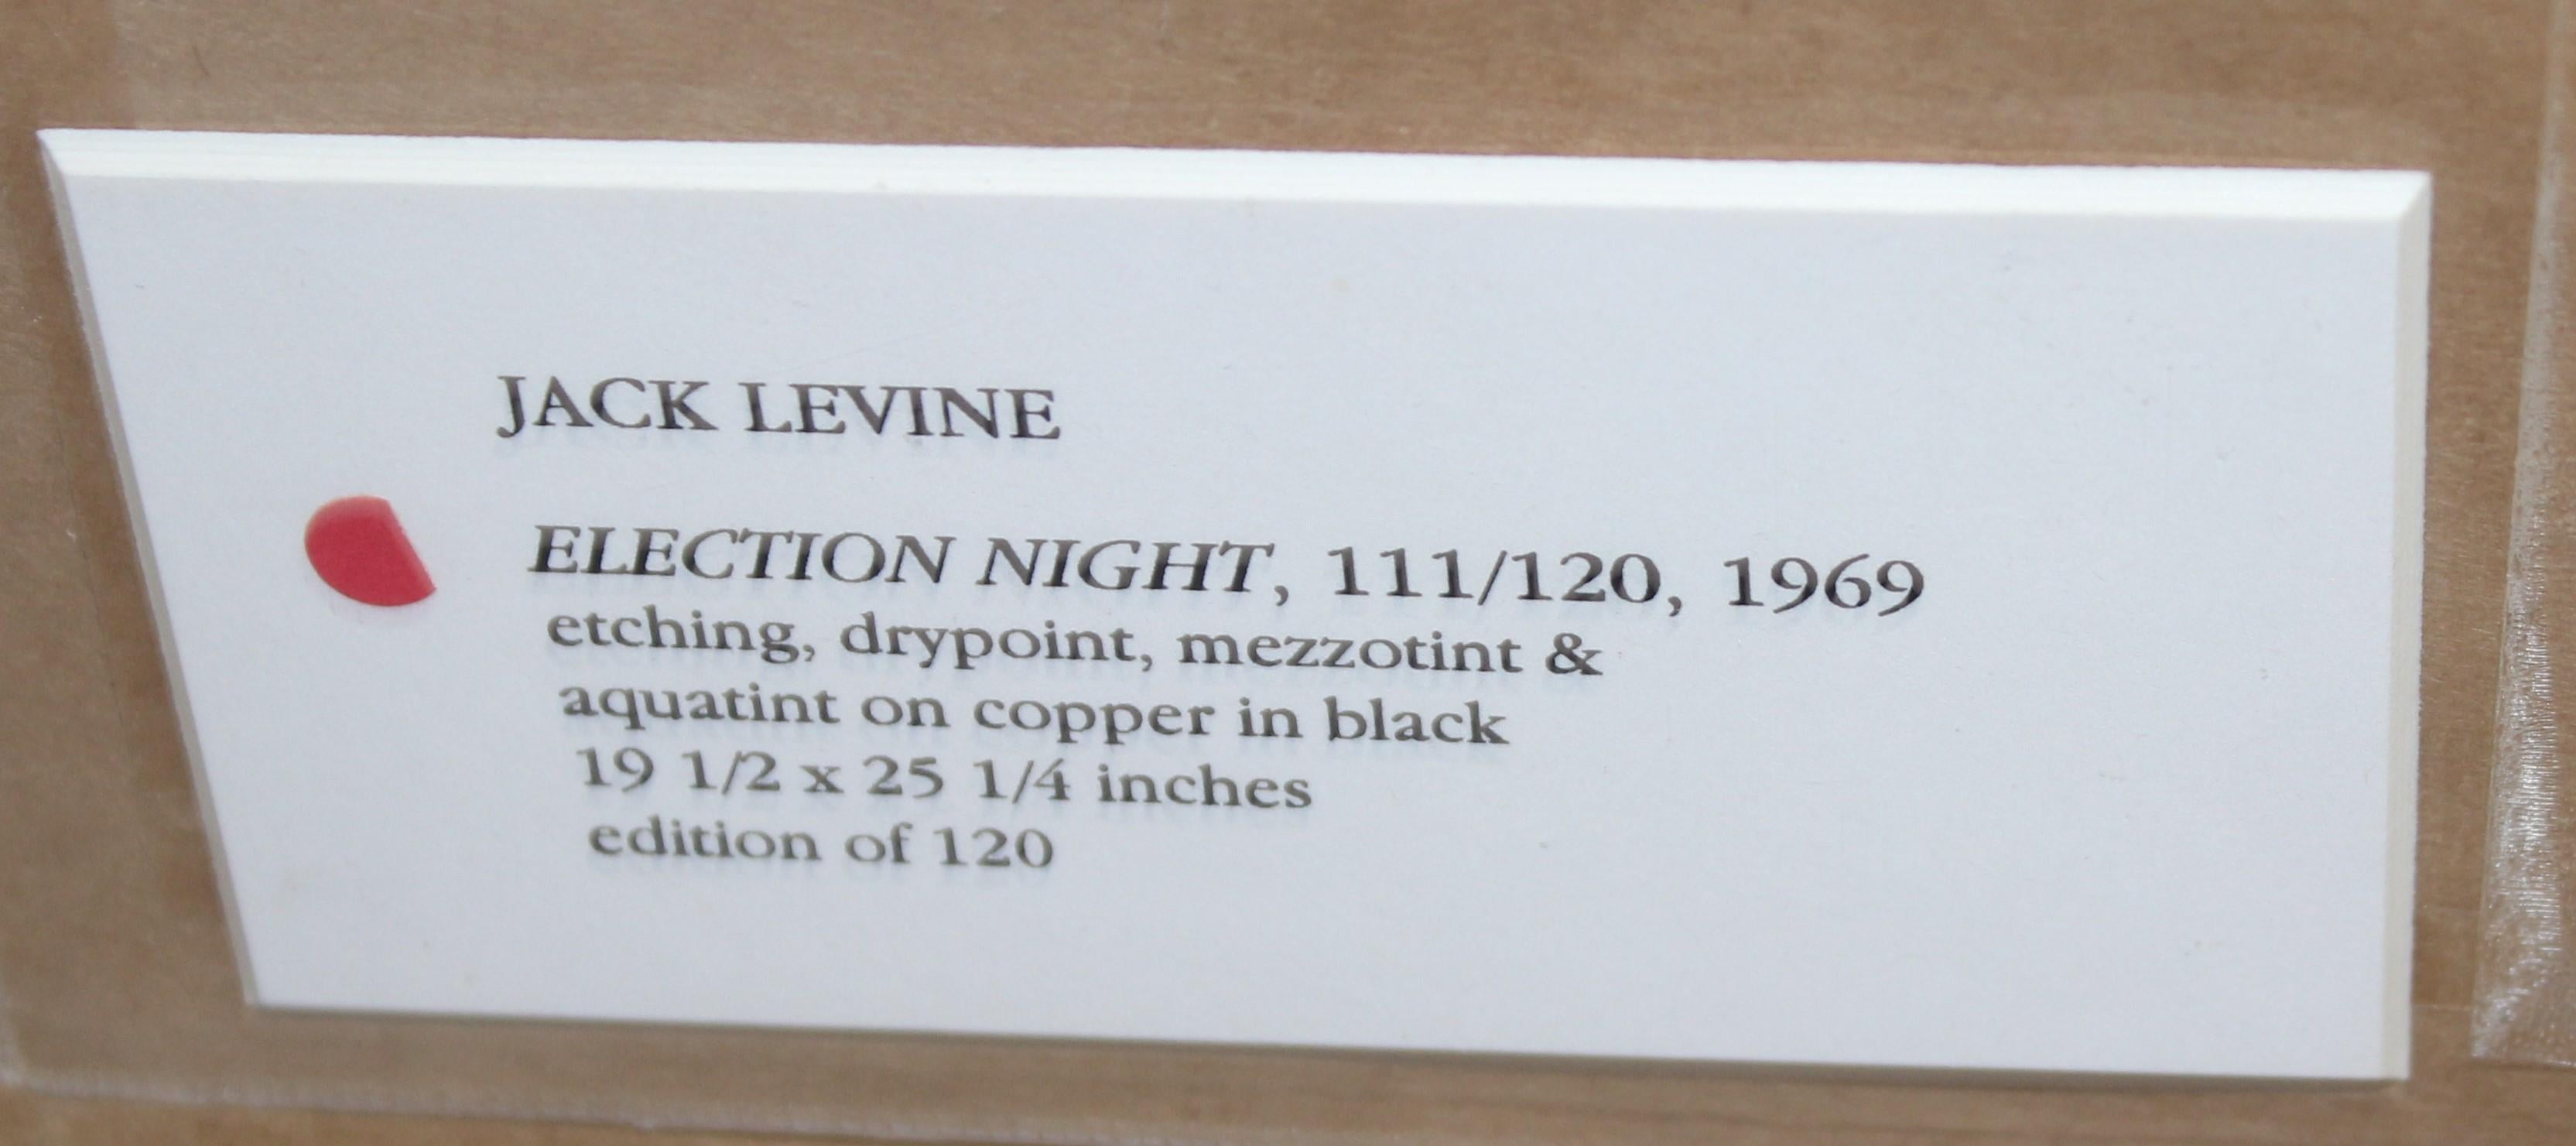 JACK LEVINE
ELECTION NIGHT, 111/120, 1969
etching, drypoint, mezzotint &
aquatint on copper in black
19 1/2 x 25 1/4 inches
edition of 120